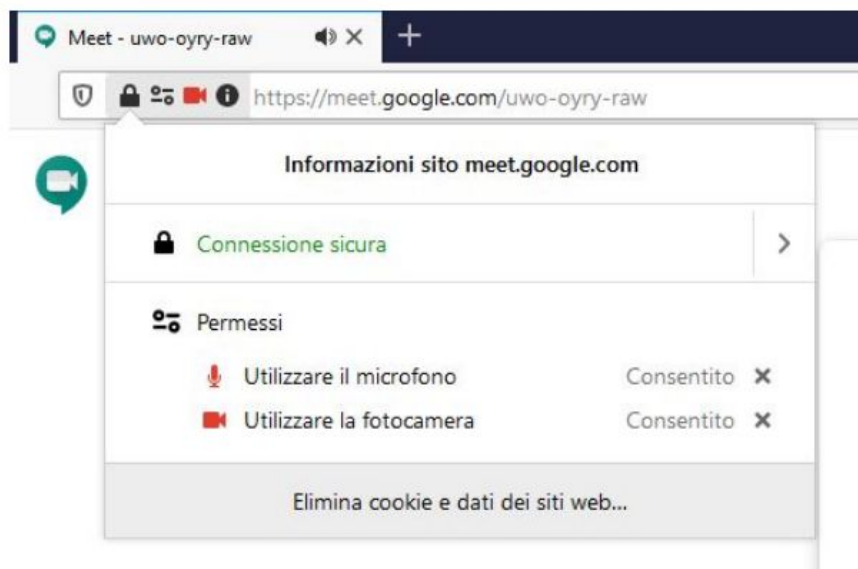 Meet - uwo-oyry-raw
https://meet.google.com/uwo-oyry-raw
Informazioni sito meet.google.com
Connessione sicura
Permessi
Utilizzare il microfono Consentito
Utilizzare la fotocamera Consentito
Elimina cookie e dati dei siti web...